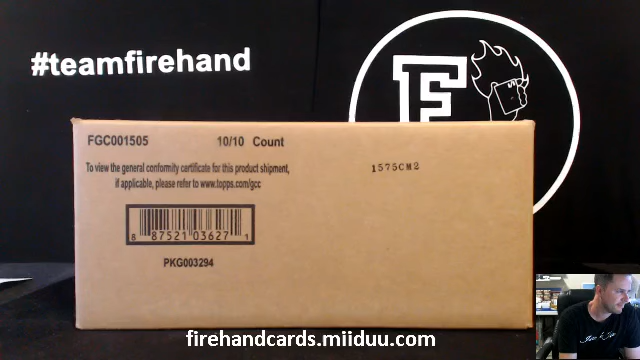 #teamfirehand
F
FGC001505 10/10 Count
To view the general conformity certificate for this product shipment,
if applicable, please refer to www.topps.com/gcc
1575CM2
8 87521 03627 1
PKG003294
firehandcards.miiduu.com